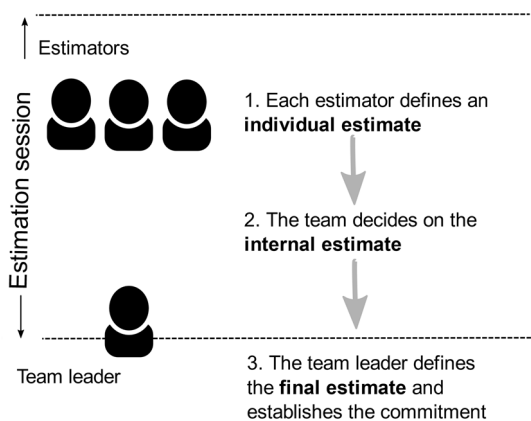 Estimation session
Estimators
1. Each estimator defines an
individual estimate
2. The team decides on the
internal estimate
Team leader
3. The team leader defines
the final estimate and
establishes the commitment